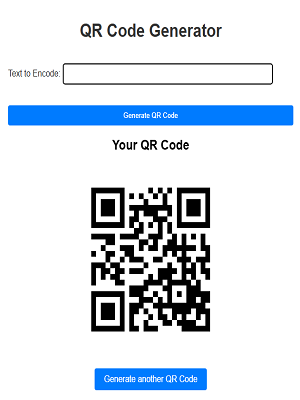 QR Code Generator
Text to Encode:
Generate QR Code
Your QR Code
Generate another QR Code